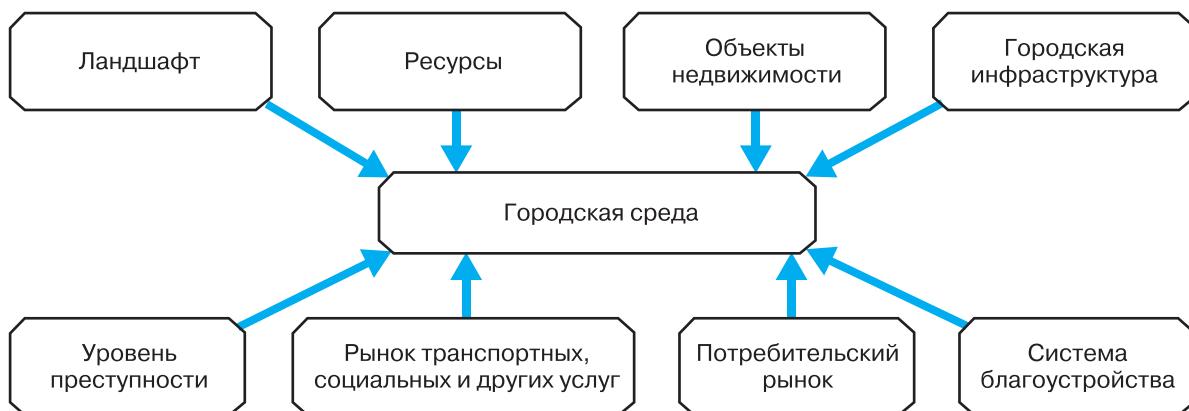 Ландшафт
Ресурсы
Объекты
недвижимости
Городская
инфраструктура
Городская среда
Уровень
преступности
Рынок транспортных,
социальных и других услуг
Потребительский
рынок
Система
благоустройства